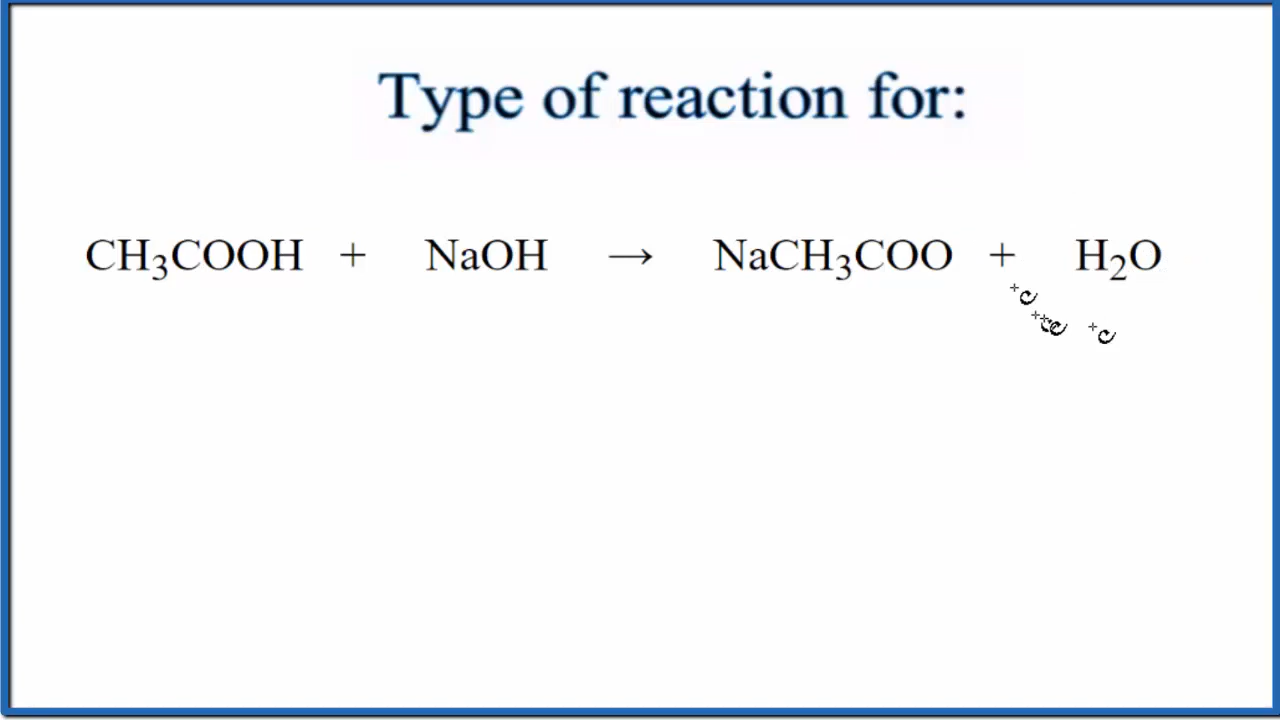 Type of reaction for:
CH₃COOH + NaOH → NaCH₃COO + H₂O